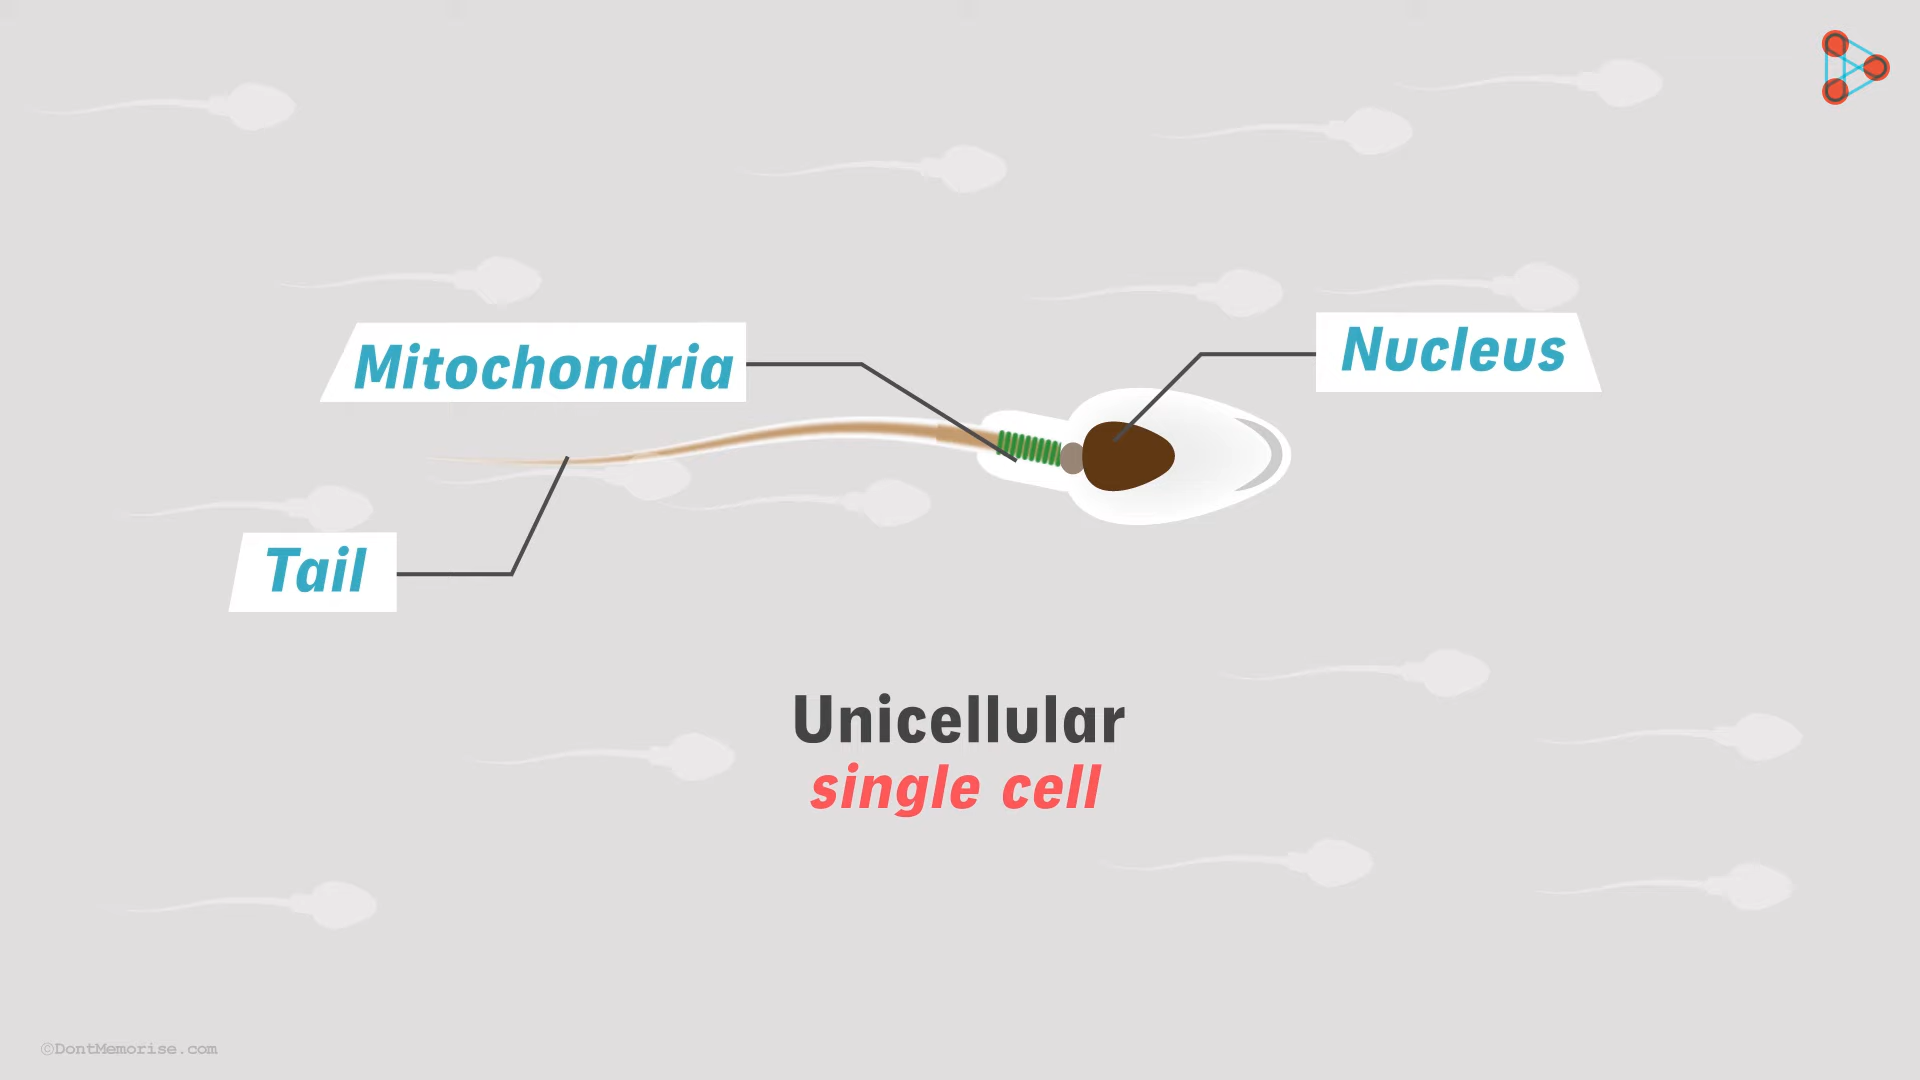 Mitochondria
Nucleus
Tail
Unicellular
single cell
©DontMemorise.com